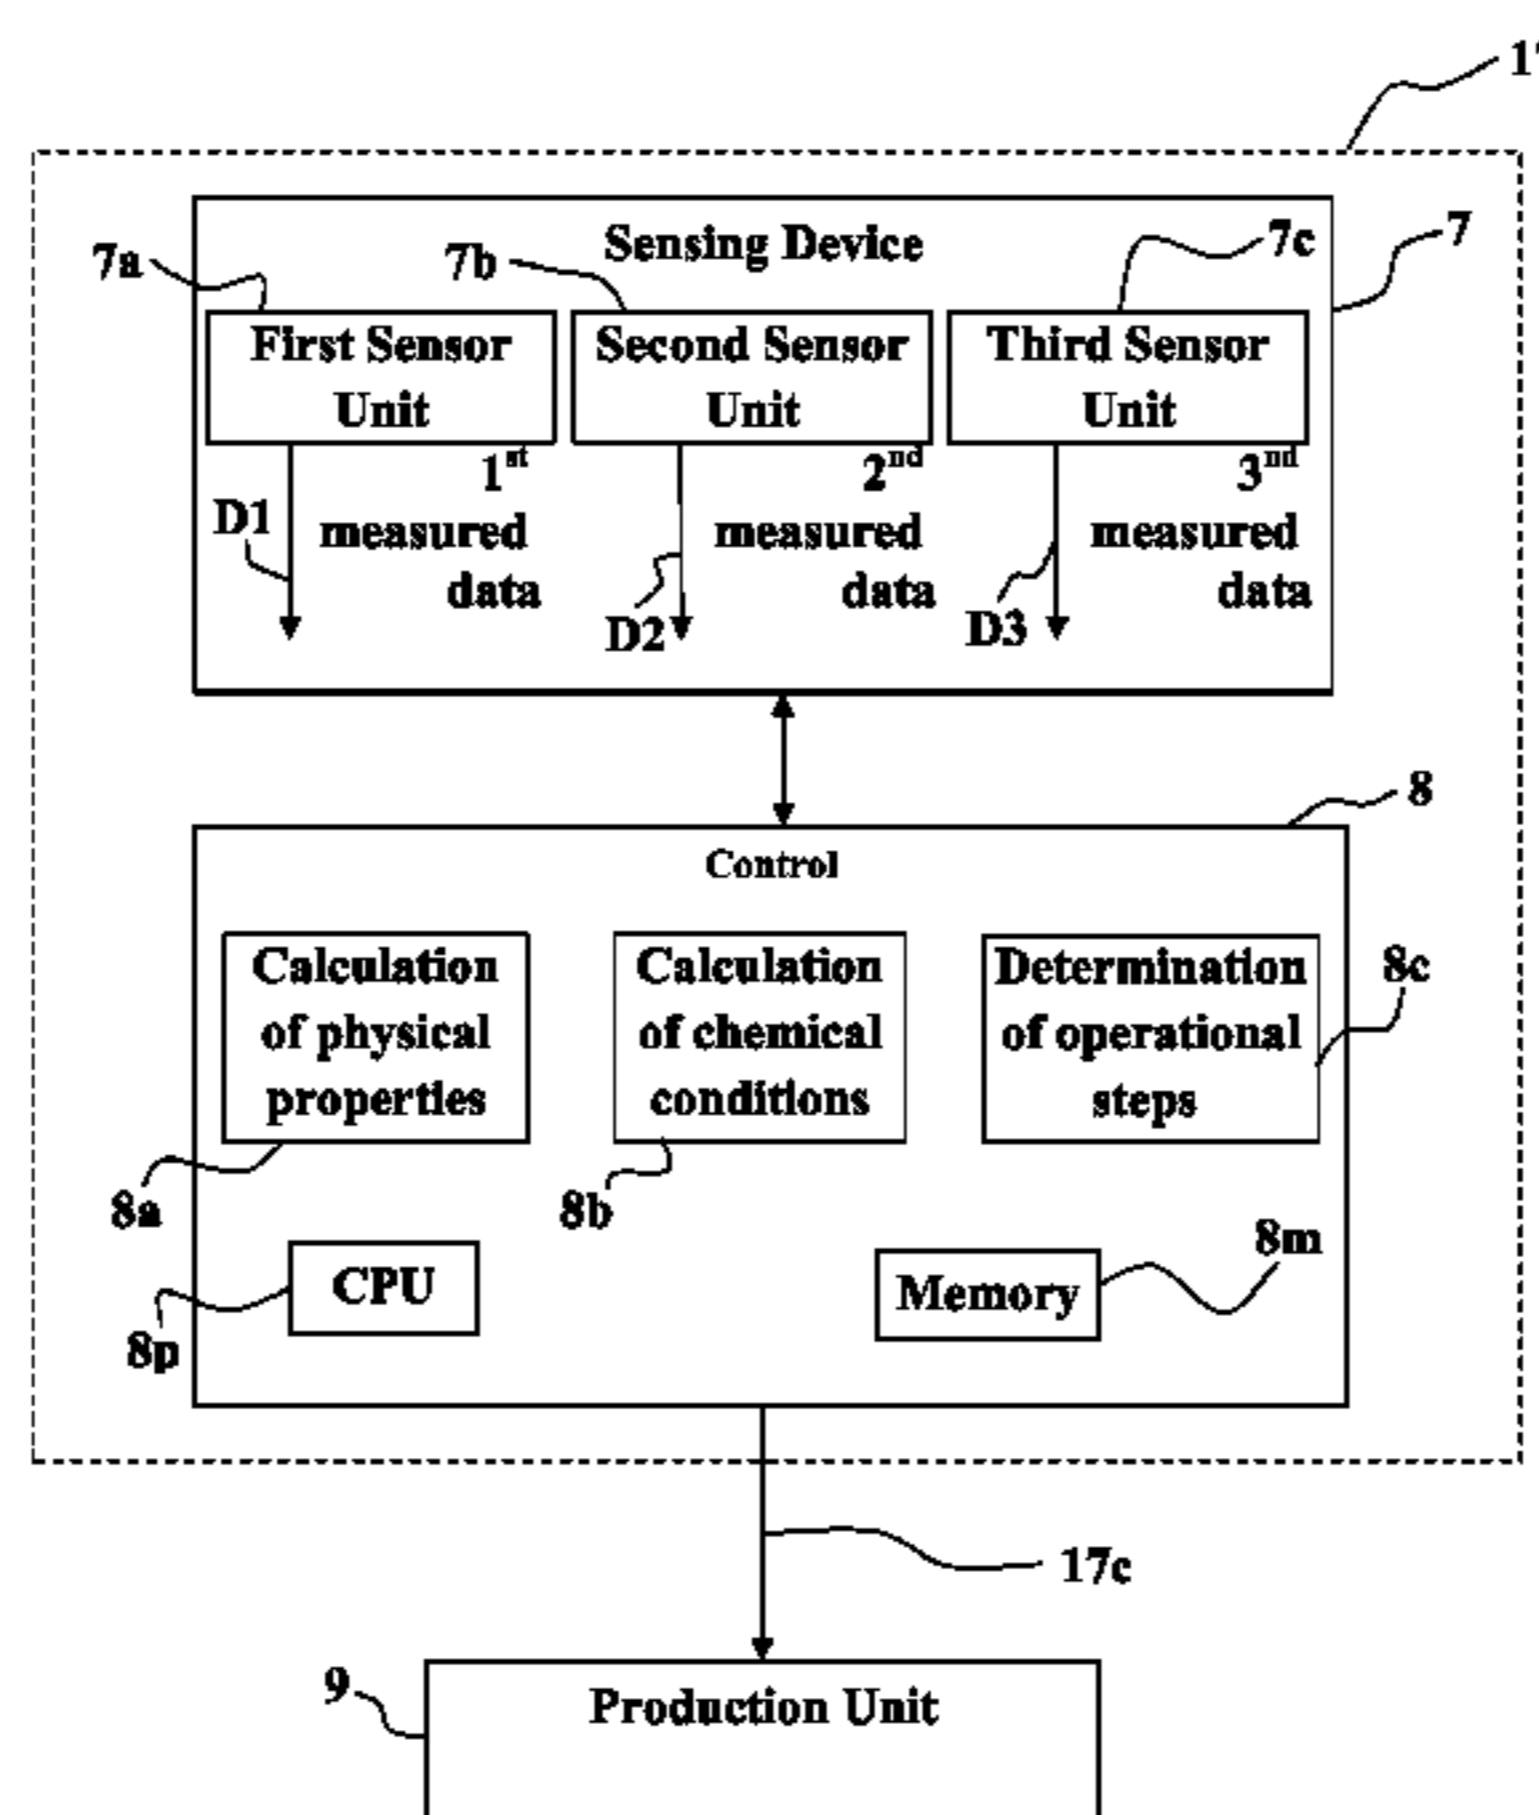 Sensing Device
7a
7b
7c
7
First Sensor
Unit
Second Sensor
Unit
Third Sensor
Unit
1st
measured
data
2nd
measured
data
3nd
measured
data
D1
D2
D3
8
Control
Calculation
of physical
properties
Calculation
of chemical
conditions
Determination
of operational
steps
8c
8a
8b
8m
CPU
Memory
8p
17c
9
Production Unit